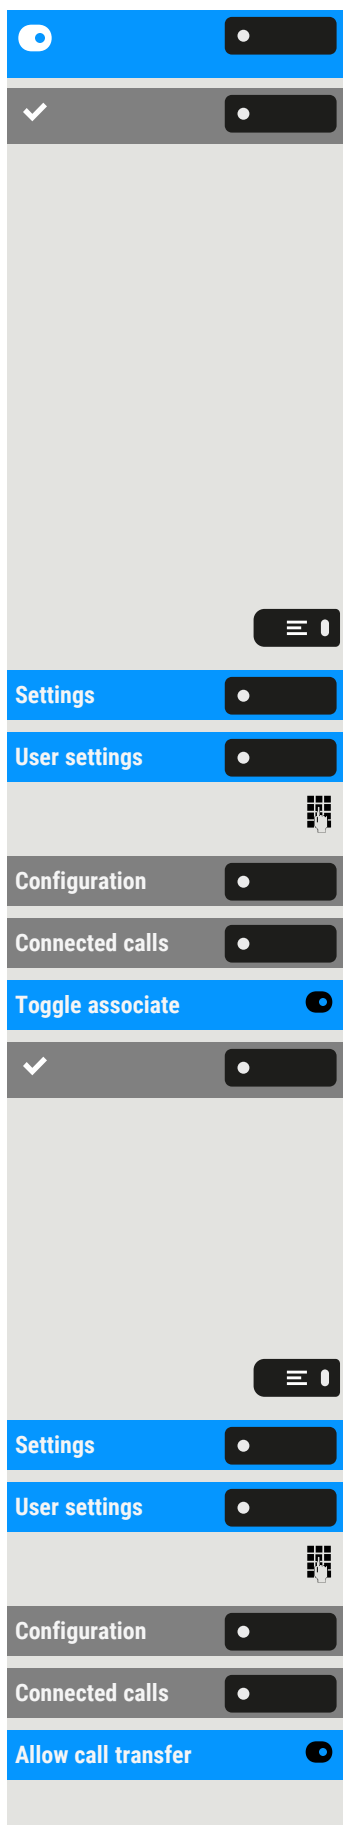 Settings
User settings
Configuration
Connected calls
Toggle associate
Settings
User settings
Configuration
Connected calls
Allow call transfer